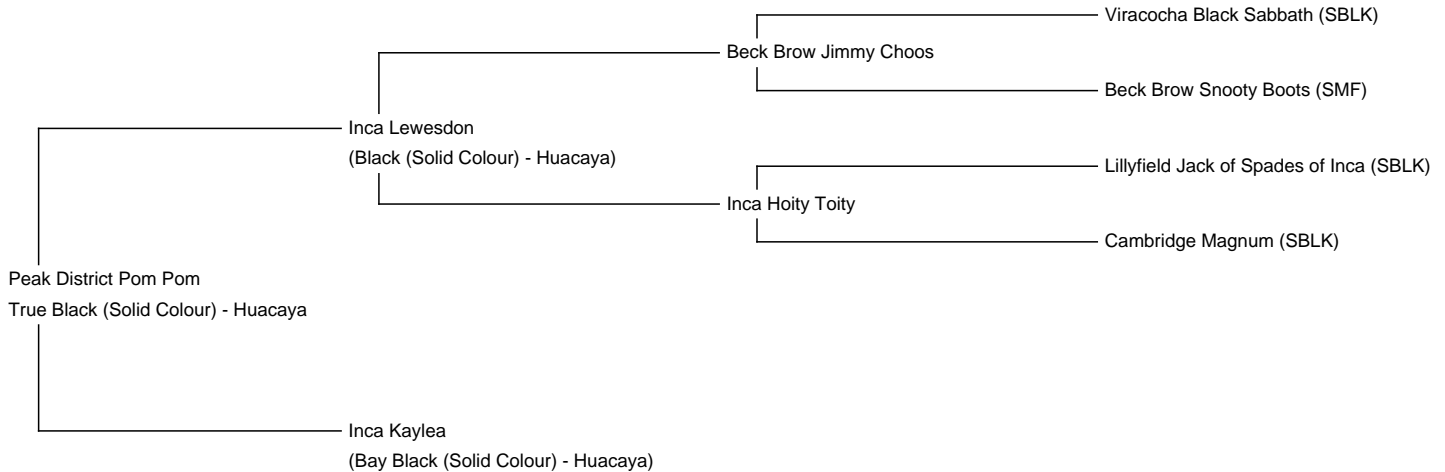 Viracocha Black Sabbath (SBLK)
Beck Brow Jimmy Choos
Beck Brow Snooty Boots (SMF)
Inca Lewesdon
(Black (Solid Colour) - Huacaya)
Lillyfield Jack of Spades of Inca (SBLK)
Inca Hoity Toity
Cambridge Magnum (SBLK)
Peak District Pom Pom
True Black (Solid Colour) - Huacaya
Inca Kaylea
(Bay Black (Solid Colour) - Huacaya)